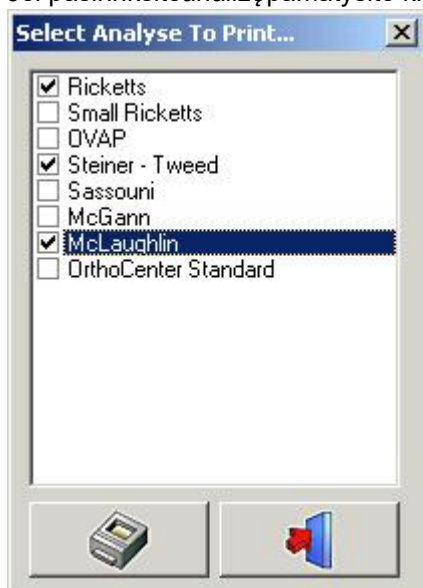 Select Analyse To Print...
Ricketts
Small Ricketts
OVAP
Steiner - Tweed
Sassouni
McGann
McLaughlin
OrthoCenter Standard